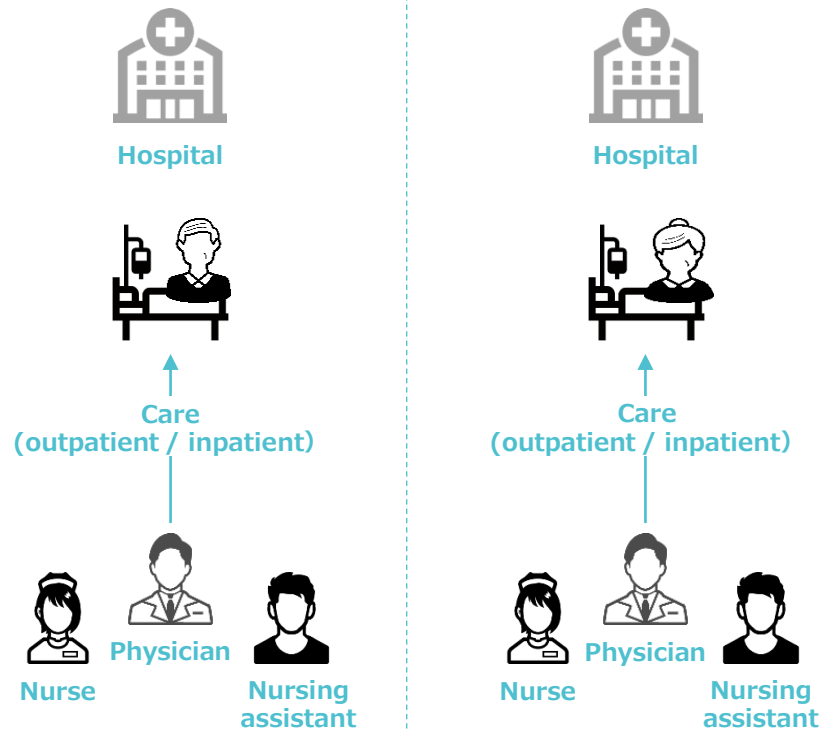 Hospital
Care
(outpatient / inpatient）
Physician
Nurse
Nursing
assistant
Hospital
Care
(outpatient / inpatient）
Physician
Nurse
Nursing
assistant